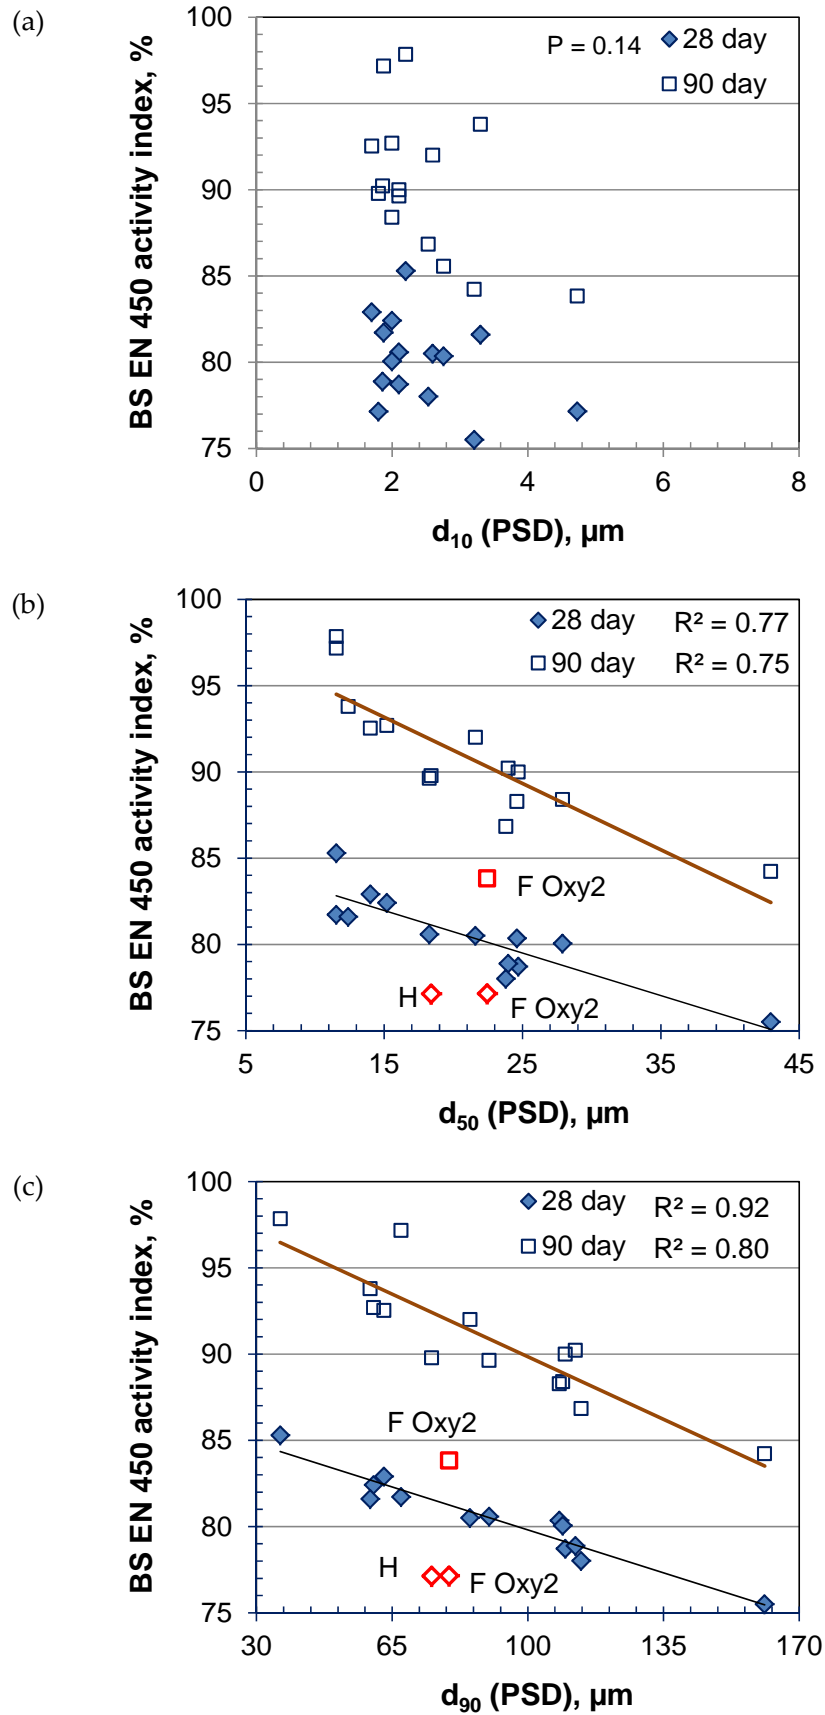 (a)
BS EN 450 activity index, %
100
95
90
85
80
75
P = 0.14
28 day
90 day
0 2 4 6 8
d₁₀ (PSD), µm
(b)
BS EN 450 activity index, %
100
95
90
85
80
75
28 day R² = 0.77
90 day R² = 0.75
F Oxy2
H
F Oxy2
5 15 25 35 45
d₅₀ (PSD), µm
(c)
BS EN 450 activity index, %
100
95
90
85
80
75
28 day R² = 0.92
90 day R² = 0.80
F Oxy2
H
F Oxy2
30 65 100 135 170
d₉₀ (PSD), µm